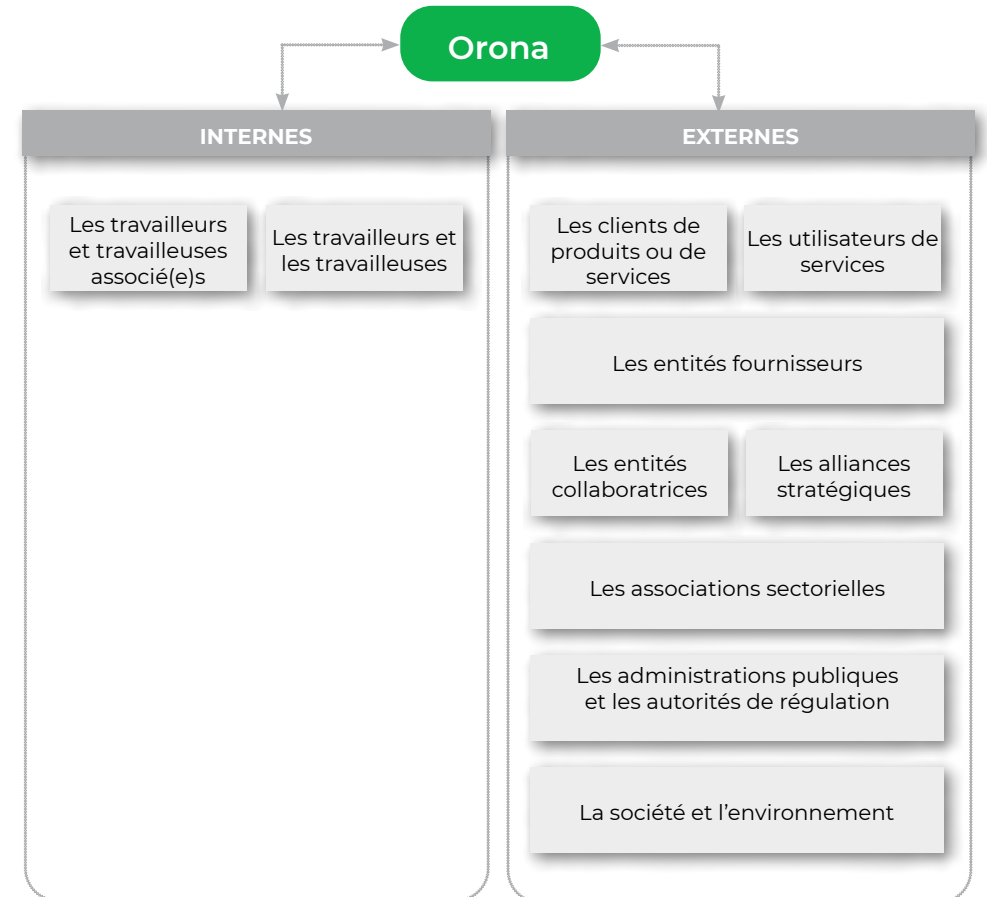 Orona
INTERNES
Les travailleurs
et travailleuses
associé(e)s
Les travailleurs et
les travailleuses
EXTERNES
Les clients de
produits ou de
services
Les utilisateurs de
services
Les entités fournisseurs
Les entités
collaboratrices
Les alliances
stratégiques
Les associations sectorielles
Les administrations publiques
et les autorités de régulation
La société et l’environnement